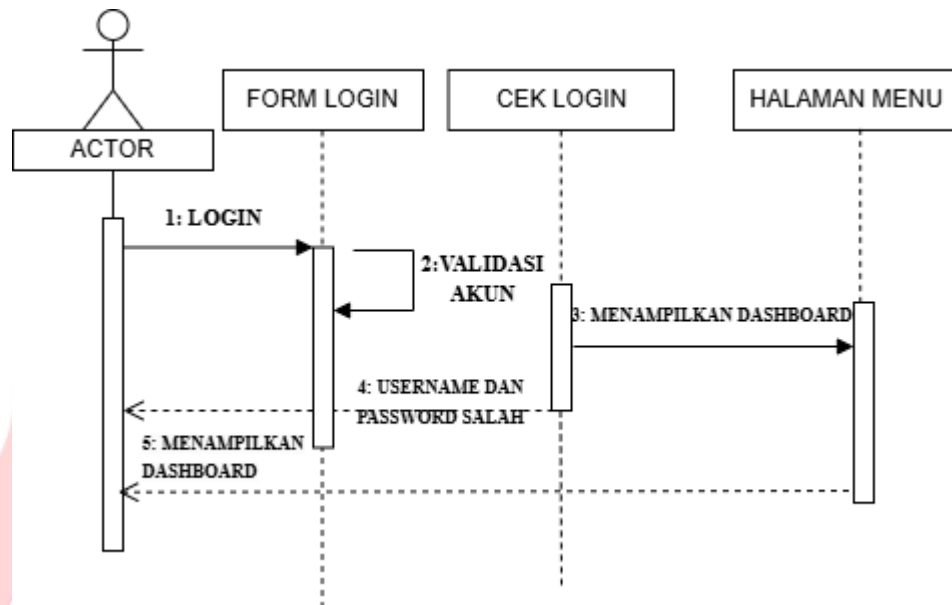 FORM LOGIN
CEK LOGIN
HALAMAN MENU
ACTOR
1: LOGIN
2:VALIDASI
AKUN
3: MENAMPILKAN DASHBOARD
4: USERNAME DAN
PASSWORD SALAH
5: MENAMPILKAN
DASHBOARD